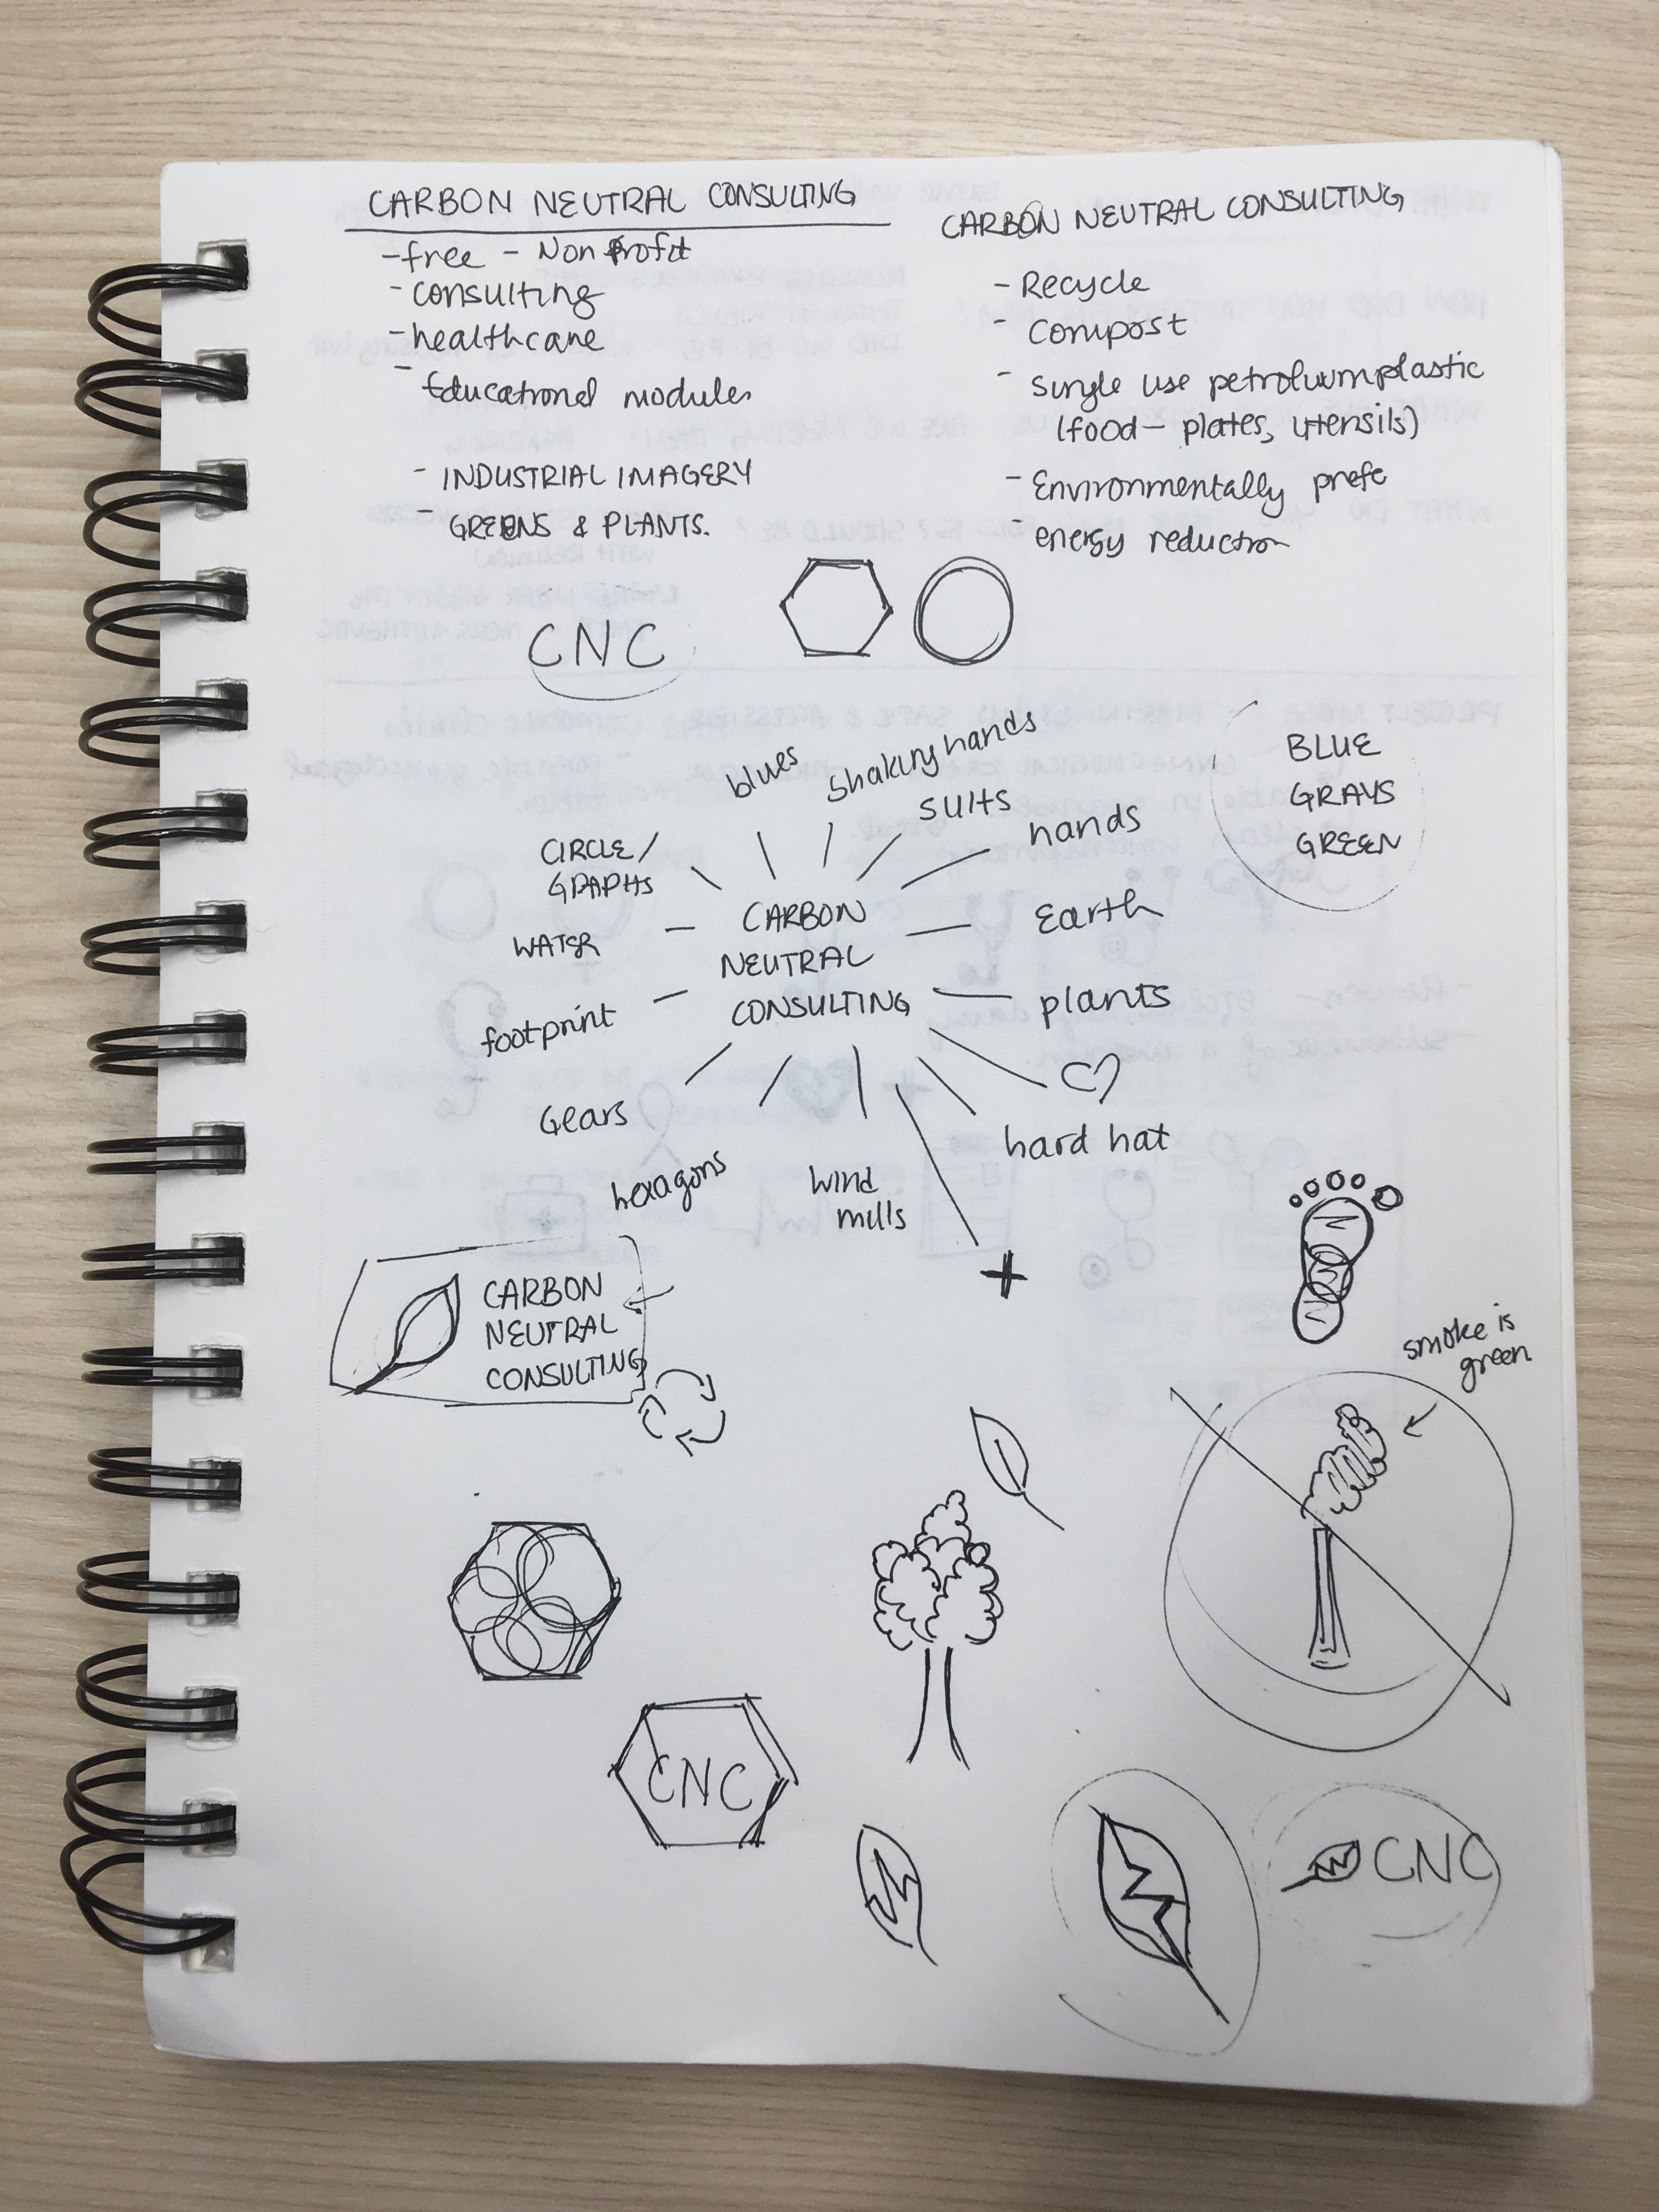 CARBON NEUTRAL CONSULTING
- free - Non Profit
- consulting
- healthcare
- Educational modules
- INDUSTRIAL IMAGERY
- GREENS & PLANTS.
CARBON NEUTRAL CONSULTING
- Recycle
- Compost
- Single use petroluwmplastic
(food - plates, utensils)
- Environmentally prefe
- energy reduction
CNC
blues
Shaking hands
suits
hands
Earth
plants
hard hat
+
wind
mills
hexagons
Gears
footprint
WATER
CIRCLE/
GRAPHS
CARBON
NEUTRAL
CONSULTING
BLUE
GRAYS
GREEN
CARBON
NEUTRAL
CONSULTING
smoke is
green
CNC
CNC